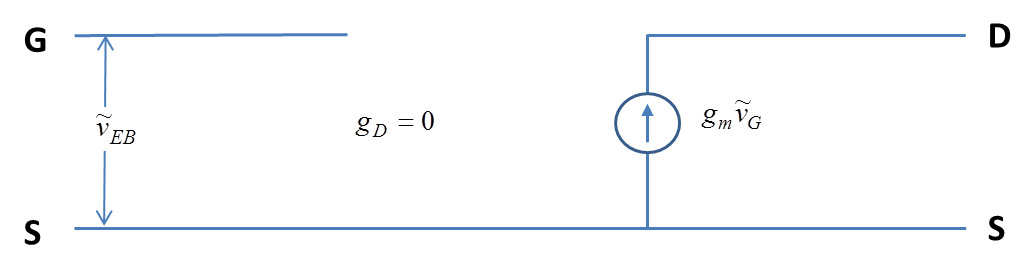 G
D
ṽ_EB
g_D = 0
g_m ṽ_G
S
S